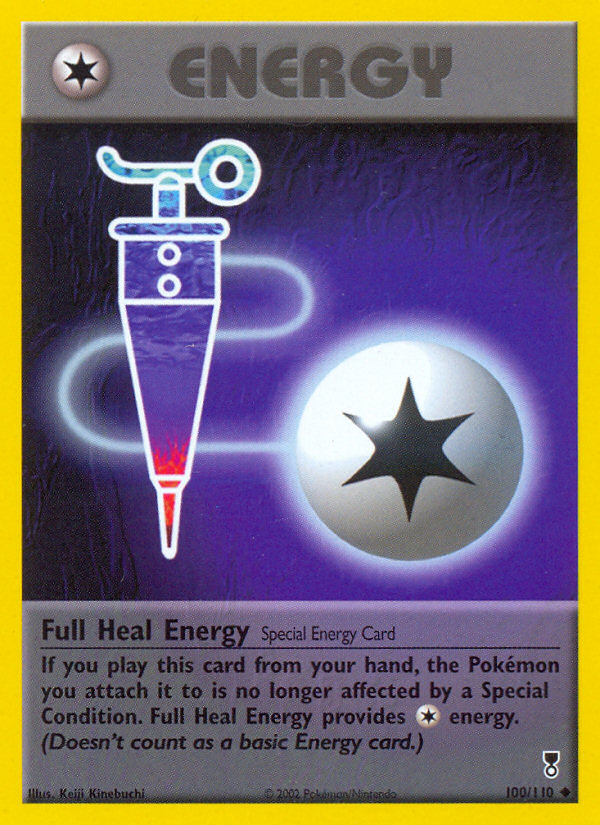 ENERGY
Full Heal Energy Special Energy Card
If you play this card from your hand, the Pokémon
you attach it to is no longer affected by a Special
Condition. Full Heal Energy provides energy.
(Doesn't count as a basic Energy card.)
Illus. Keiji Kinebuchi © 2002 Pokémon/Nintendo 100/110